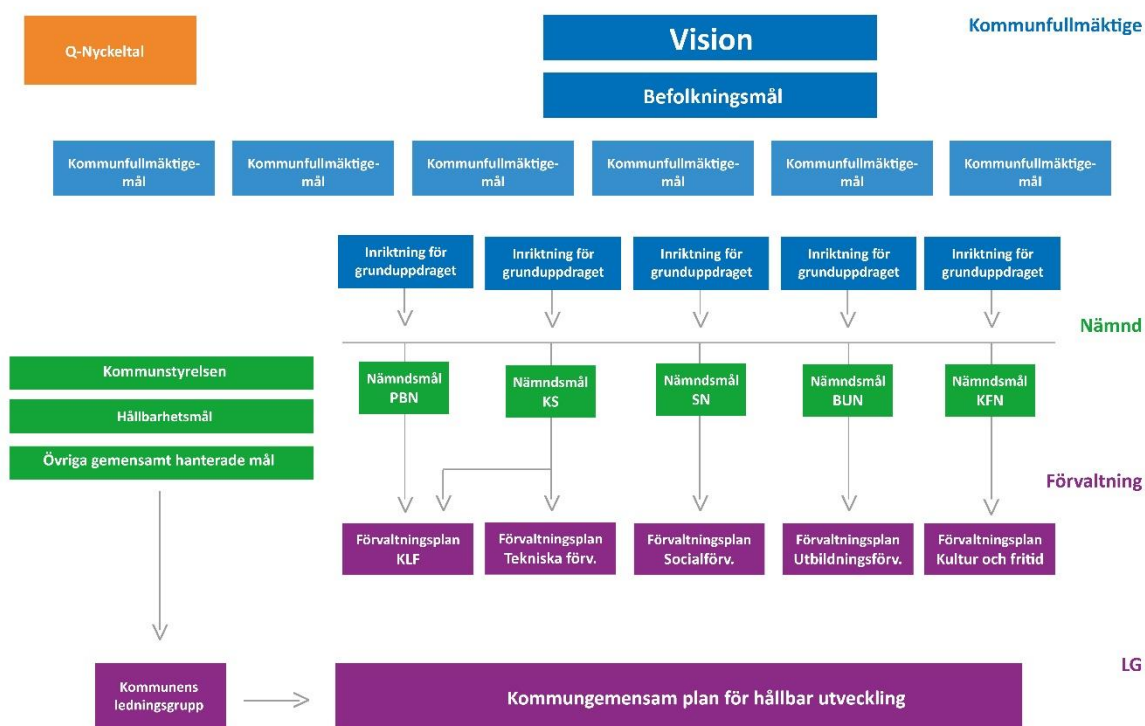 Q-Nyckeltal
Vision
Kommunfullmäktige
Befolkningsmål
Kommunfullmäktige-
mål
Kommunfullmäktige-
mål
Kommunfullmäktige-
mål
Kommunfullmäktige-
mål
Kommunfullmäktige-
mål
Kommunfullmäktige-
mål
Inriktning för
grunduppdraget
Inriktning för
grunduppdraget
Inriktning för
grunduppdraget
Inriktning för
grunduppdraget
Inriktning för
grunduppdraget
Nämnd
Kommunstyrelsen
Hållbarhetsmål
Övriga gemensamt hanterade mål
Nämndsmål
PBN
Nämndsmål
KS
Nämndsmål
SN
Nämndsmål
BUN
Nämndsmål
KFN
Förvaltning
Förvaltningsplan
KLF
Förvaltningsplan
Tekniska förv.
Förvaltningsplan
Socialförv.
Förvaltningsplan
Utbildningsförv.
Förvaltningsplan
Kultur och fritid
LG
Kommunens
ledningsgrupp
Kommungemensam plan för hållbar utveckling